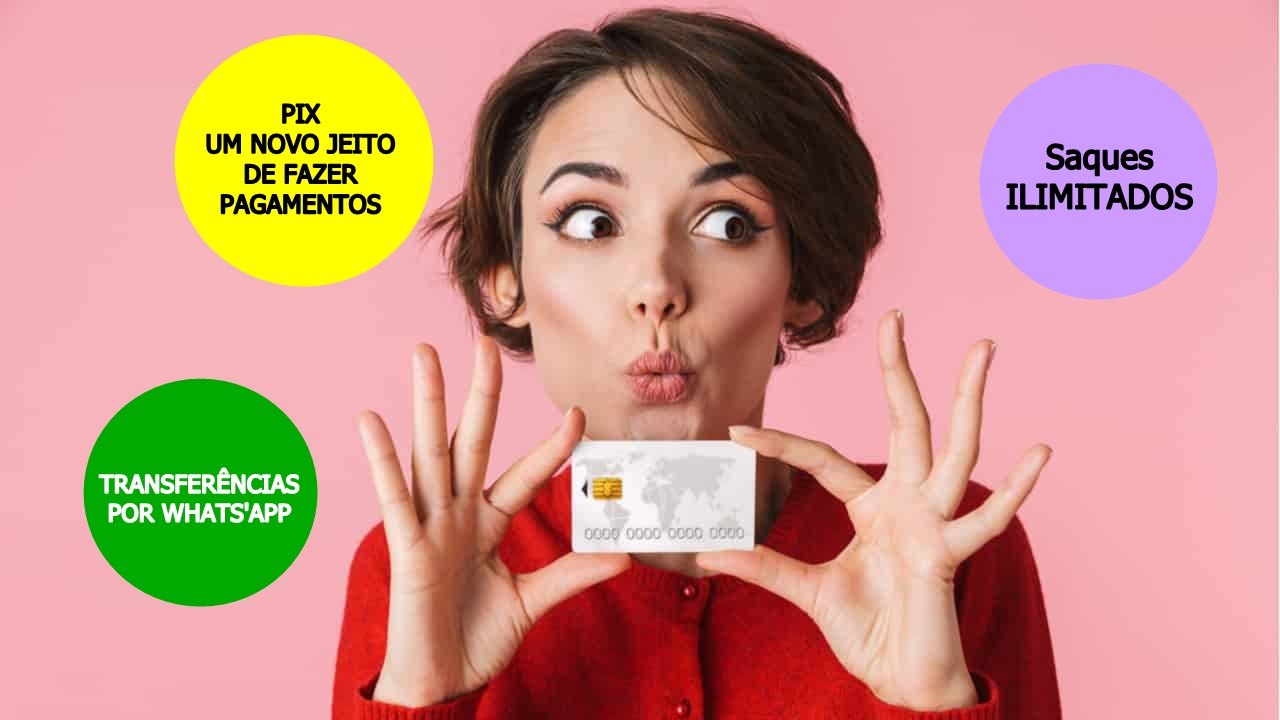 PIX
UM NOVO JEITO
DE FAZER
PAGAMENTOS
Saques
ILIMITADOS
TRANSFERÊNCIAS
POR WHATS'APP
0000 0000 0000 0000